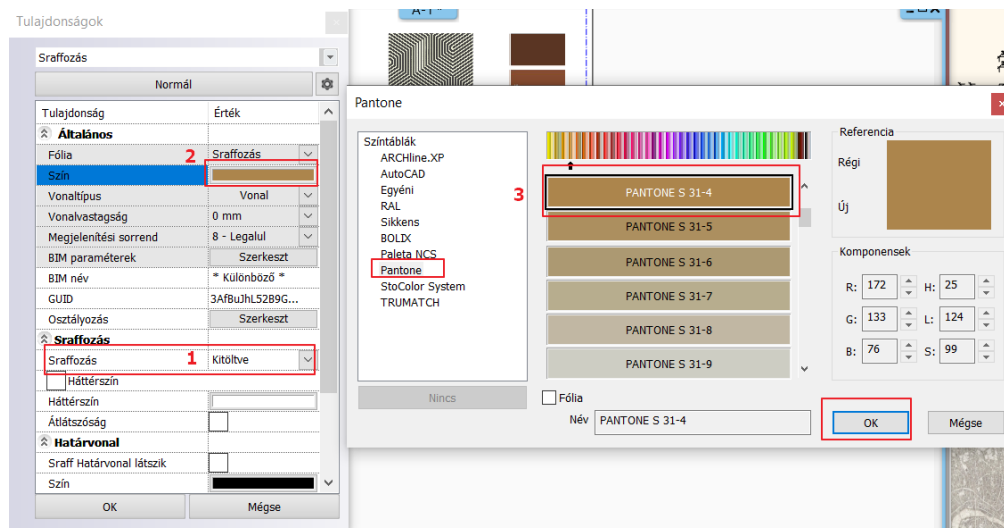 Tulajdonságok
A-1
Sraffozás
Normál
Tulajdonság Érték
Általános
Fólia 2 Sraffozás
Szín
Vonaltípus Vonal
Vonalvastagság 0 mm
Megjelenítési sorrend 8 - Legalul
BIM paraméterek Szerkeszt
BIM név * Különböző *
GUID 3AfBuJhL52B9G...
Osztályozás Szerkeszt
Sraffozás
Sraffozás 1 Kitöltve
Háttérszín
Háttérszín
Átlátszóság
Határvonal
Sraff Határvonal látszik
Szín
OK Mégse
Pantone
Színtáblák
ARCHline.XP
AutoCAD
Egyéni
RAL
Sikkens
BOLIX
Paleta NCS
Pantone
StoColor System
TRUMATCH
Nincs
3
PANTONE S 31-4
PANTONE S 31-5
PANTONE S 31-6
PANTONE S 31-7
PANTONE S 31-8
PANTONE S 31-9
Fólia
Név PANTONE S 31-4
Referencia
Régi
Új
Komponensek
R: 172 H: 25
G: 133 L: 124
B: 76 S: 99
OK Mégse